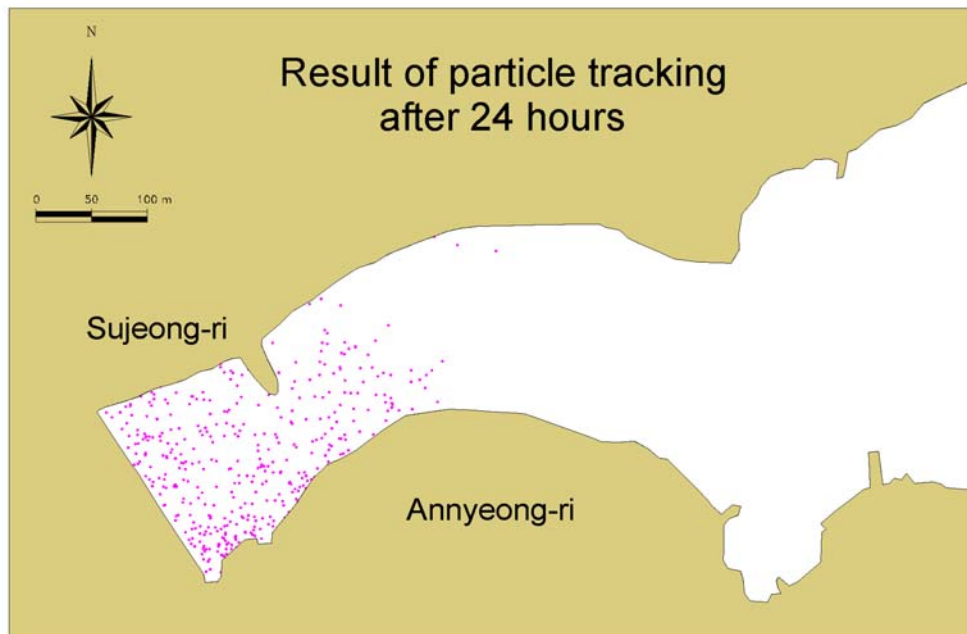 N
Result of particle tracking
after 24 hours
0 50 100 m
Sujeong-ri
Annyeong-ri